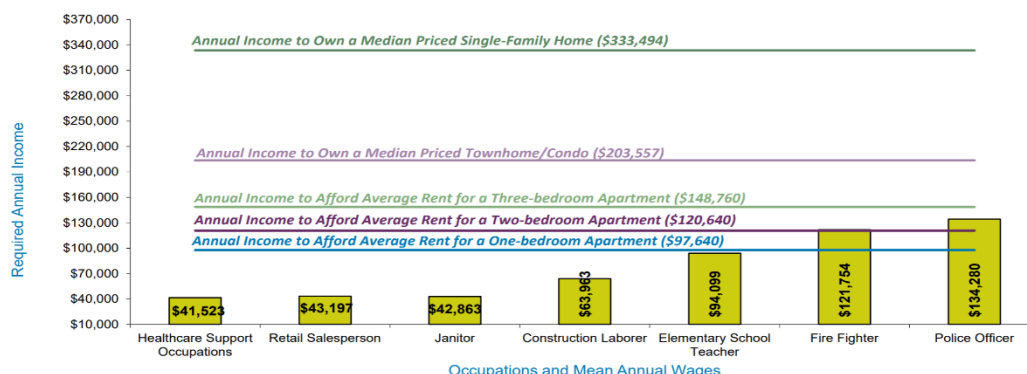 $370,000
$340,000
$310,000
$280,000
$250,000
$220,000
$190,000
$160,000
$130,000
$100,000
$70,000
$40,000
$10,000
Required Annual Income
Annual Income to Own a Median Priced Single-Family Home ($333,494)
Annual Income to Own a Median Priced Townhome/Condo ($203,557)
Annual Income to Afford Average Rent for a Three-bedroom Apartment ($148,760)
Annual Income to Afford Average Rent for a Two-bedroom Apartment ($120,640)
Annual Income to Afford Average Rent for a One-bedroom Apartment ($97,640)
$41,523
$43,197
$42,863
$63,963
$94,099
$121,754
$134,280
Healthcare Support
Occupations
Retail Salesperson
Janitor
Construction Laborer
Elementary School
Teacher
Fire Fighter
Police Officer
Occupations and Mean Annual Wages